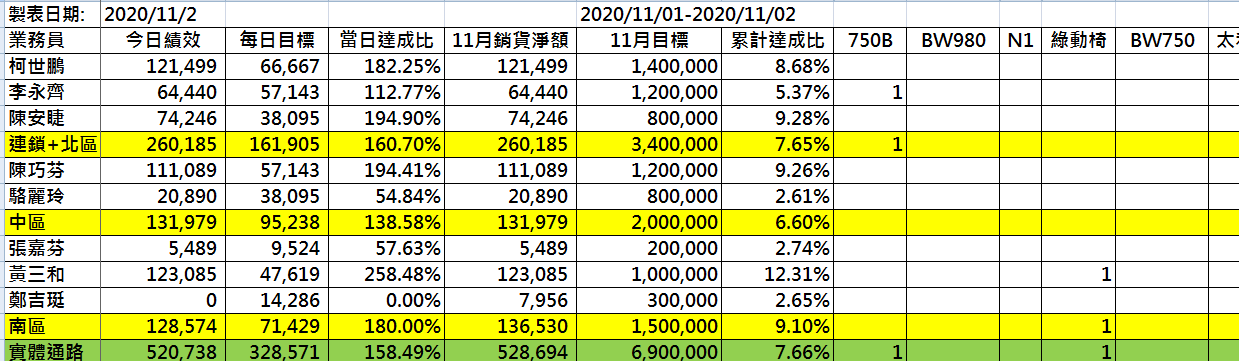 製表日期: 2020/11/2 2020/11/01-2020/11/02
業務員 今日績效 每日目標 當日達成比 11月銷貨淨額 11月目標 累計達成比 750B BW980 N1 綠動椅 BW750 太
柯世鵬 121,499 66,667 182.25% 121,499 1,400,000 8.68%
李永齊 64,440 57,143 112.77% 64,440 1,200,000 5.37% 1
陳安睫 74,246 38,095 194.90% 74,246 800,000 9.28%
連鎖+北區 260,185 161,905 160.70% 260,185 3,400,000 7.65% 1
陳巧芬 111,089 57,143 194.41% 111,089 1,200,000 9.26%
駱麗玲 20,890 38,095 54.84% 20,890 800,000 2.61%
中區 131,979 95,238 138.58% 131,979 2,000,000 6.60%
張嘉芬 5,489 9,524 57.63% 5,489 200,000 2.74%
黃三和 123,085 47,619 258.48% 123,085 1,000,000 12.31% 1
鄭吉珽 0 14,286 0.00% 7,956 300,000 2.65%
南區 128,574 71,429 180.00% 136,530 1,500,000 9.10% 1
實體通路 520,738 328,571 158.49% 528,694 6,900,000 7.66% 1 1